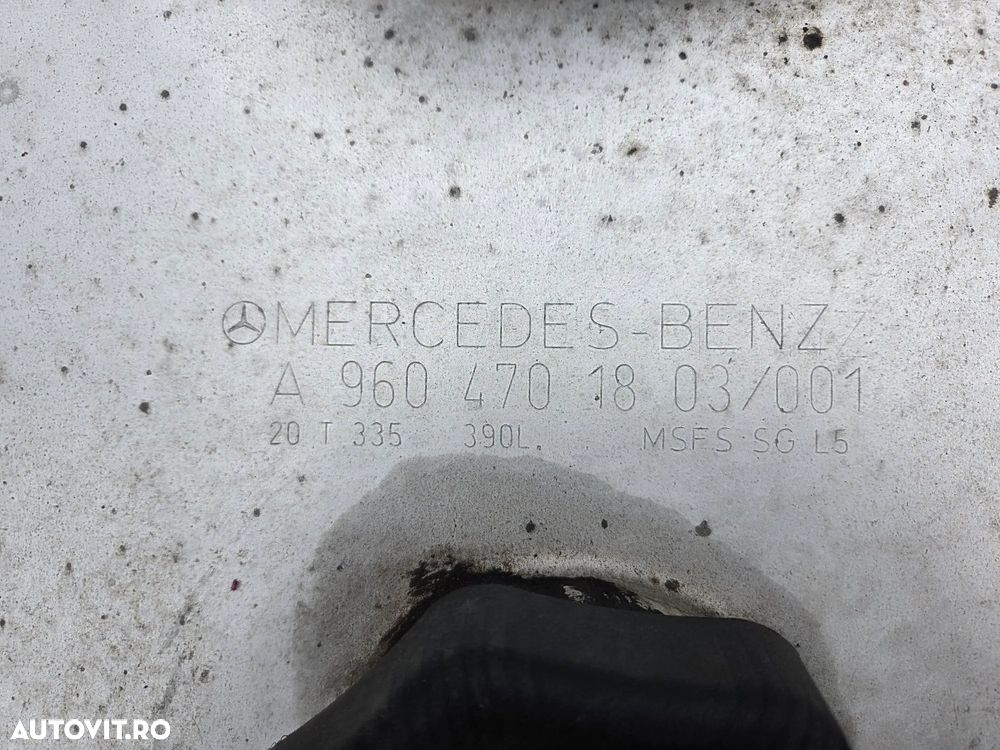 MERCEDES-BENZ
A 960 470 18 03/001
20 T 335 390L. MSFS SG L5
AUTOVIT.RO